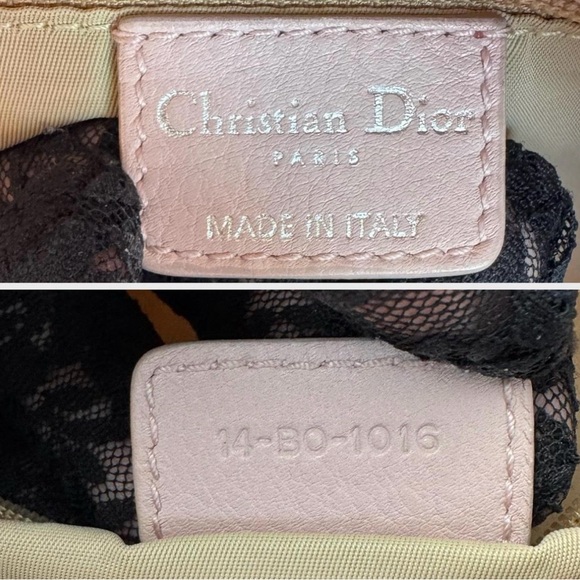 Christian Dior
PARIS
MADE IN ITALY
14-BO-1016